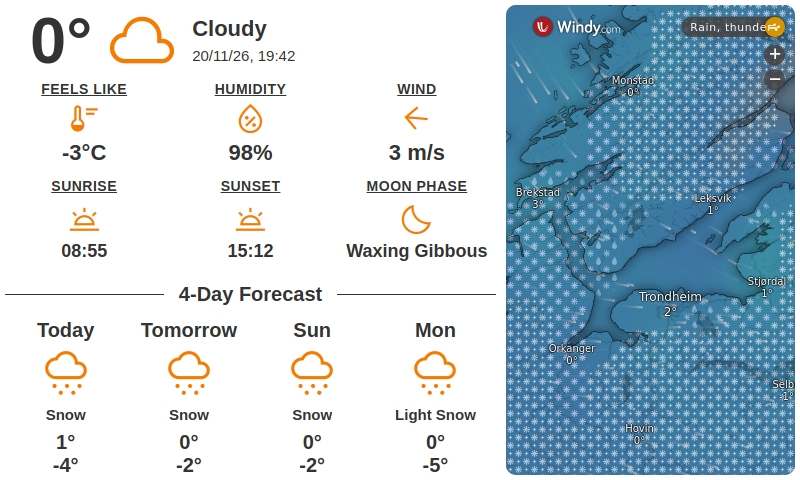 0°
Cloudy
20/11/26, 19:42
FEELS LIKE
HUMIDITY
WIND
-3°C
98%
3 m/s
SUNRISE
SUNSET
MOON PHASE
08:55
15:12
Waxing Gibbous
4-Day Forecast
Today
Tomorrow
Sun
Mon
Snow
Snow
Snow
Light Snow
1°
0°
0°
0°
-4°
-2°
-2°
-5°
Windy.com
Rain, thunde
+
−
Monstad
0°
Brekstad
3°
Leksvik
1°
Stjørdal
1°
Trondheim
2°
Orkanger
0°
Selb
1°
Hovin
0°